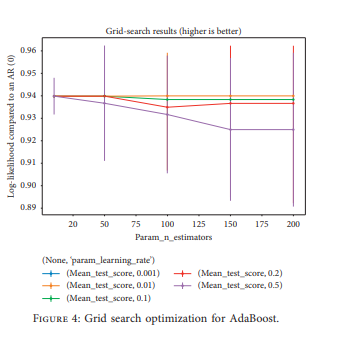 Grid-search results (higher is better)
Log-likelihood compared to an AR (0)
0.96
0.95
0.94
0.93
0.92
0.91
0.90
0.89
20 50 75 100 125 150 175 200
Param_n_estimators
(None, 'param_learning_rate')
(Mean_test_score, 0.001)
(Mean_test_score, 0.01)
(Mean_test_score, 0.1)
(Mean_test_score, 0.2)
(Mean_test_score, 0.5)
FIGURE 4: Grid search optimization for AdaBoost.